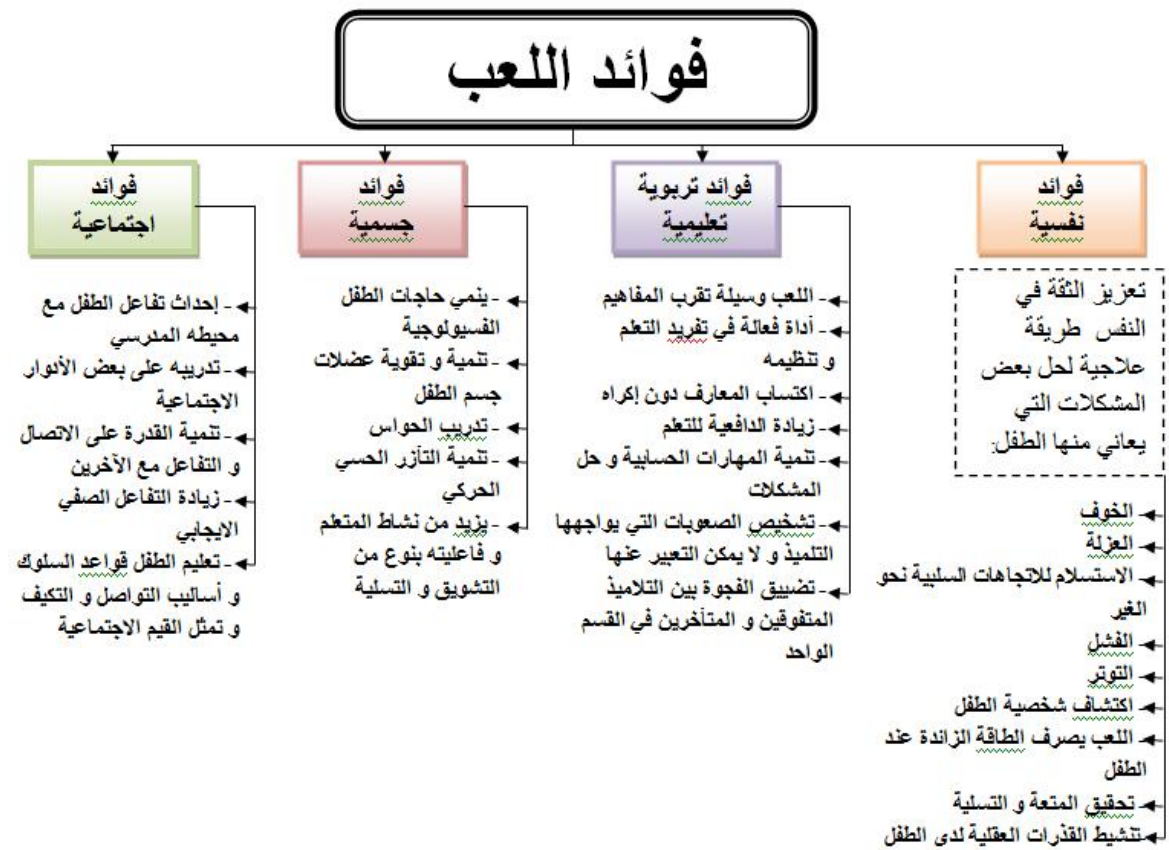 فوائد اللعب
فوائد
نفسية
تعزيز الثقة في
النفس طريقة
علاجية لحل بعض
المشكلات التي
يعاني منها الطفل:
الخوف
العزلة
الاستسلام للاتجاهات السلبية نحو
الغير
الفشل
التوتر
اكتشاف شخصية الطفل
اللعب يصرف الطاقة الزائدة عند
الطفل
تحقيق المتعة و التسلية
تنشيط القذرات العقلية لدى الطفل
فوائد تربوية
تعليمية
- اللعب وسيلة تقرب المفاهيم
- أداة فعالة في تفريد التعلم
و تنظيمه
- اكتساب المعارف دون إكراه
- زيادة الدافعية للتعلم
- تنمية المهارات الحسابية و حل
المشكلات
- تشخيص الصعوبات التي يواجهها
التلميذ و لا يمكن التعبير عنها
- تضييق الفجوة بين التلاميذ
المتفوقين و المتأخرين في القسم
الواحد
فوائد
جسمية
- ينمي حاجات الطفل
الفسيولوجية
- تنمية و تقوية عضلات
جسم الطفل
- تدريب الحواس
- تنمية التأزر الحسي
الحركي
- يزيد من نشاط المتعلم
و فاعليته بنوع من
التشويق و التسلية
فوائد
اجتماعية
- إحداث تفاعل الطفل مع
محيطه المدرسي
- تدريبه على بعض الأدوار
الاجتماعية
- تنمية القدرة على الاتصال
و التفاعل مع الآخرين
- زيادة التفاعل الصفي
الايجابي
- تعليم الطفل قواعد السلوك
و أساليب التواصل و التكيف
و تمثل القيم الاجتماعية